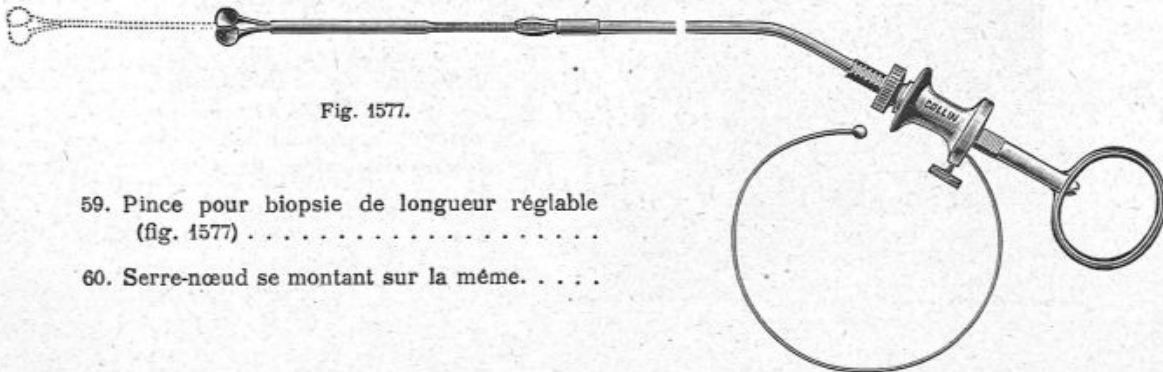 COLLIN
Fig. 1577.
59. Pince pour biopsie de longueur réglable
(fig. 1577) . . . . . . . . . . . . . . . . . . . . .
60. Serre-nœud se montant sur la même. . . . .